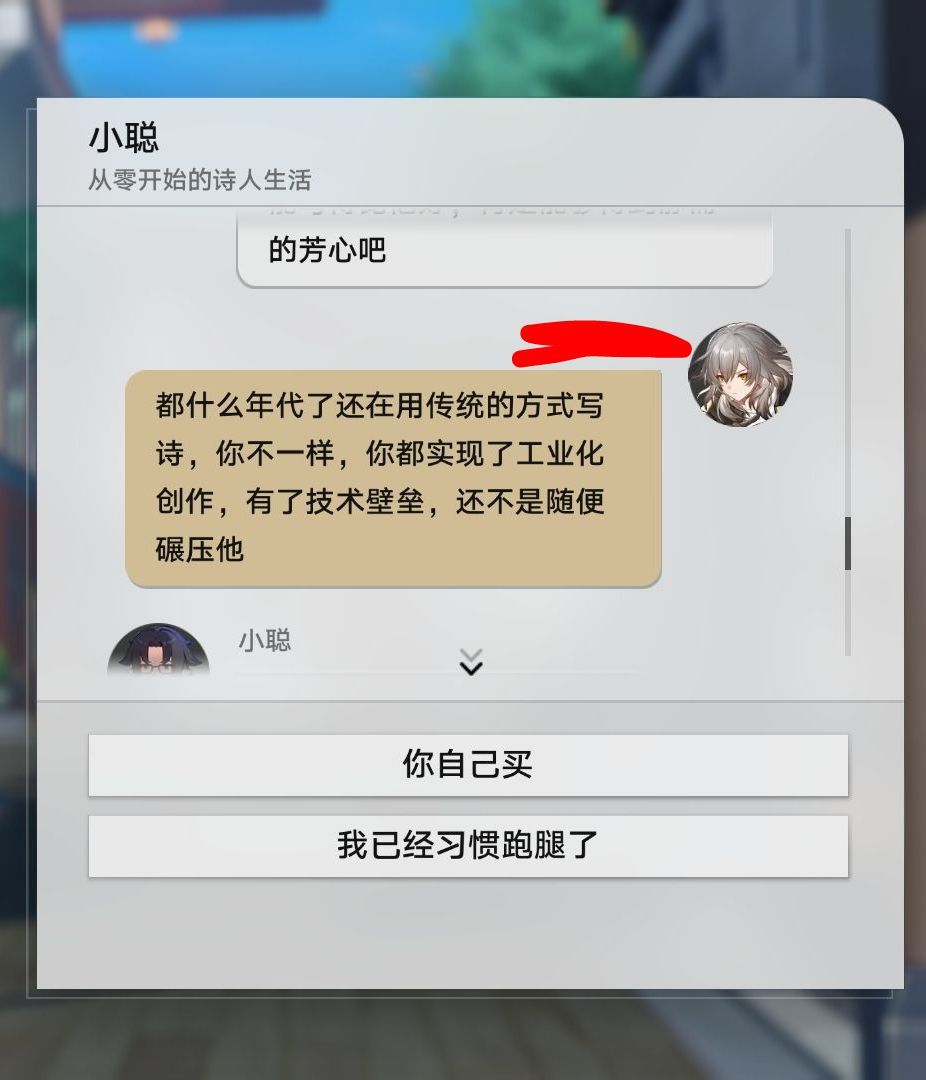 小聪
从零开始的诗人生活
的芳心吧
都什么年代了还在用传统的方式写
诗，你不一样，你都实现了工业化
创作，有了技术壁垒，还不是随便
碾压他
小聪
你自己买
我已经习惯跑腿了